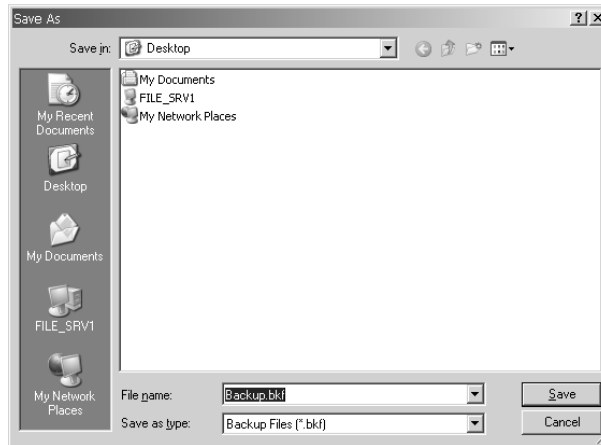 Save As
Save in:
Desktop
My Recent
Documents
Desktop
My Documents
FILE_SRV1
My Network
Places
My Documents
FILE_SRV1
My Network Places
File name:
Backup.bkf
Save
Save as type:
Backup Files (*.bkf)
Cancel